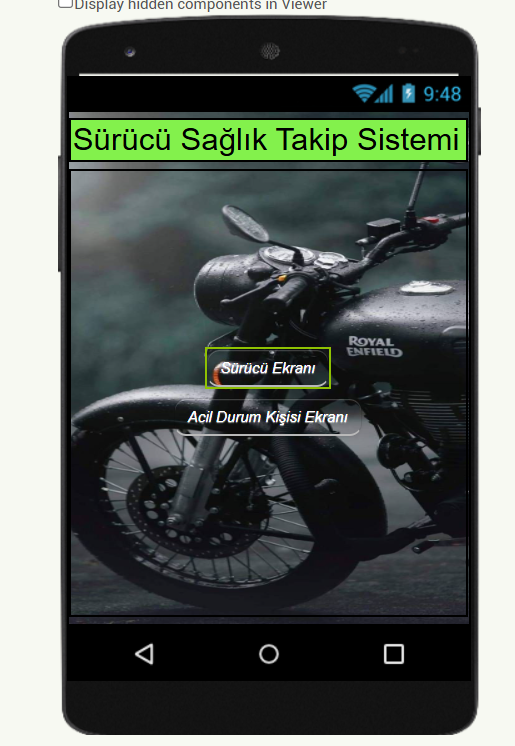 Display hidden components in Viewer
9:48
Sürücü Sağlık Takip Sistemi
ROYAL
ENFIELD
Sürücü Ekranı
Acil Durum Kişisi Ekranı